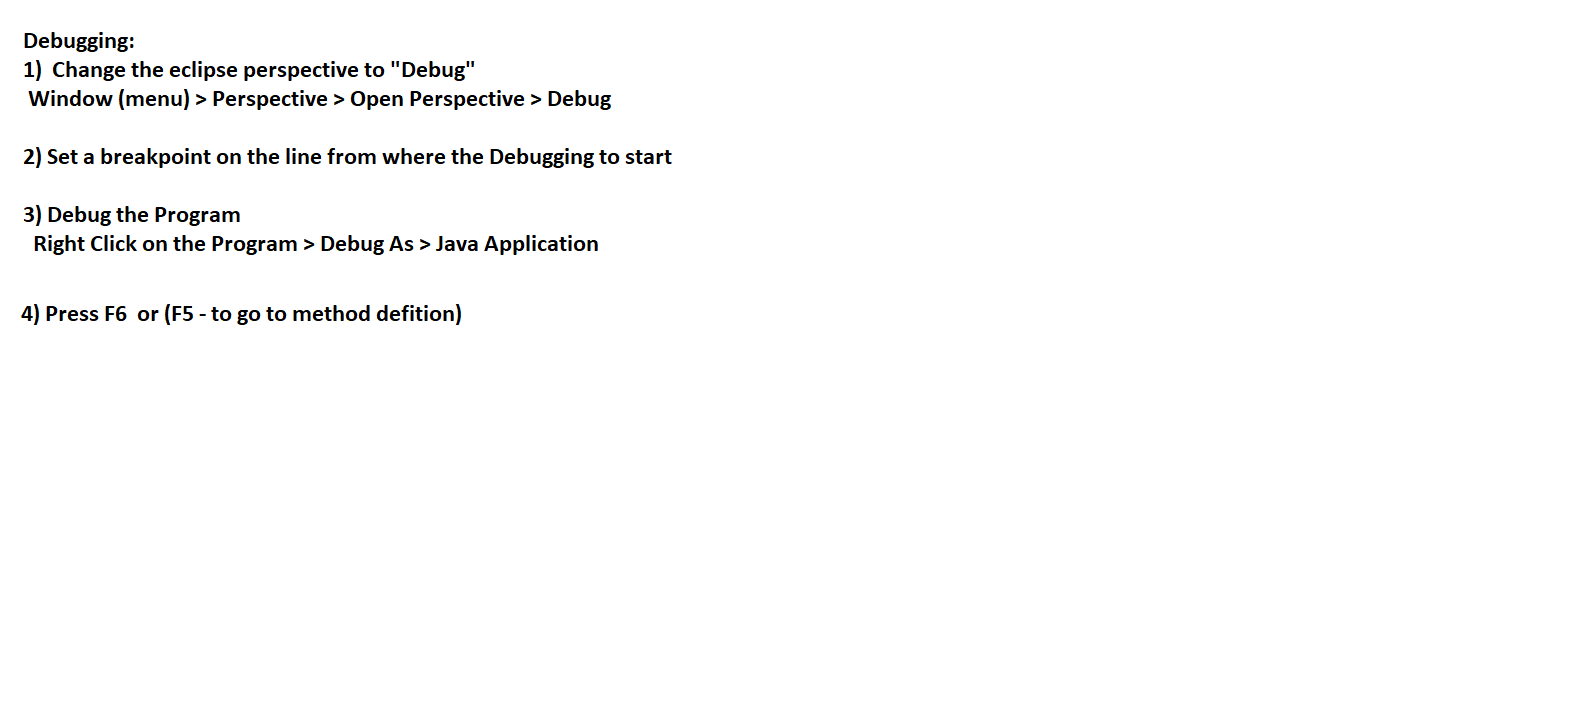 Debugging:
1)  Change the eclipse perspective to "Debug"
Window (menu) > Perspective > Open Perspective > Debug
2) Set a breakpoint on the line from where the Debugging to start
3) Debug the Program
Right Click on the Program > Debug As > Java Application
4) Press F6  or (F5 - to go to method defition)